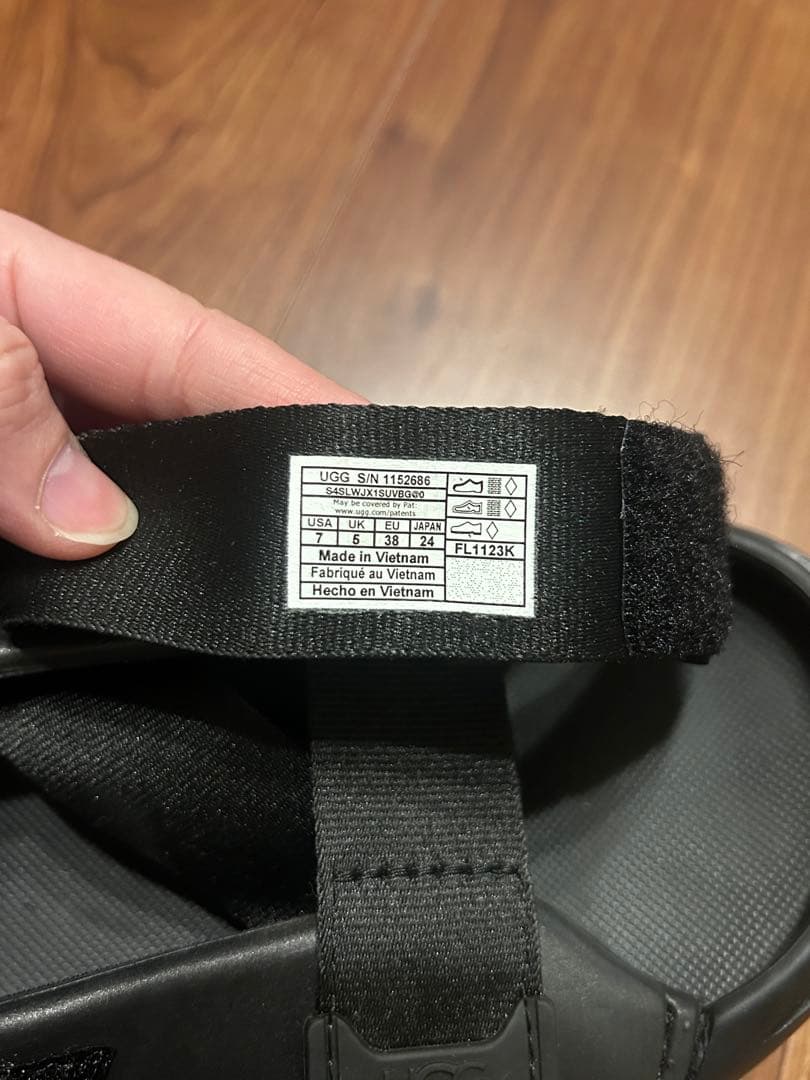 UGG S/N 1152686
S4SLWJX1SUVBG@0
May be covered by Pat:
www.ugg.com/patents
USA UK EU JAPAN
7 5 38 24
Made in Vietnam
Fabriqué au Vietnam
Hecho en Vietnam
FL1123K
UGG